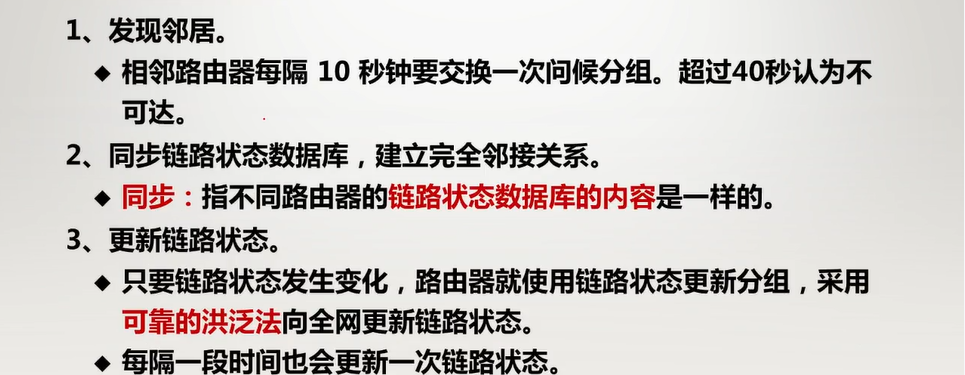 1、发现邻居。
◆ 相邻路由器每隔 10 秒钟要交换一次问候分组。超过40秒认为不
可达。
2、同步链路状态数据库，建立完全邻接关系。
◆ 同步：指不同路由器的链路状态数据库的内容是一样的。
3、更新链路状态。
◆ 只要链路状态发生变化，路由器就使用链路状态更新分组，采用
可靠的洪泛法向全网更新链路状态。
◆ 每隔一段时间也会更新一次链路状态。